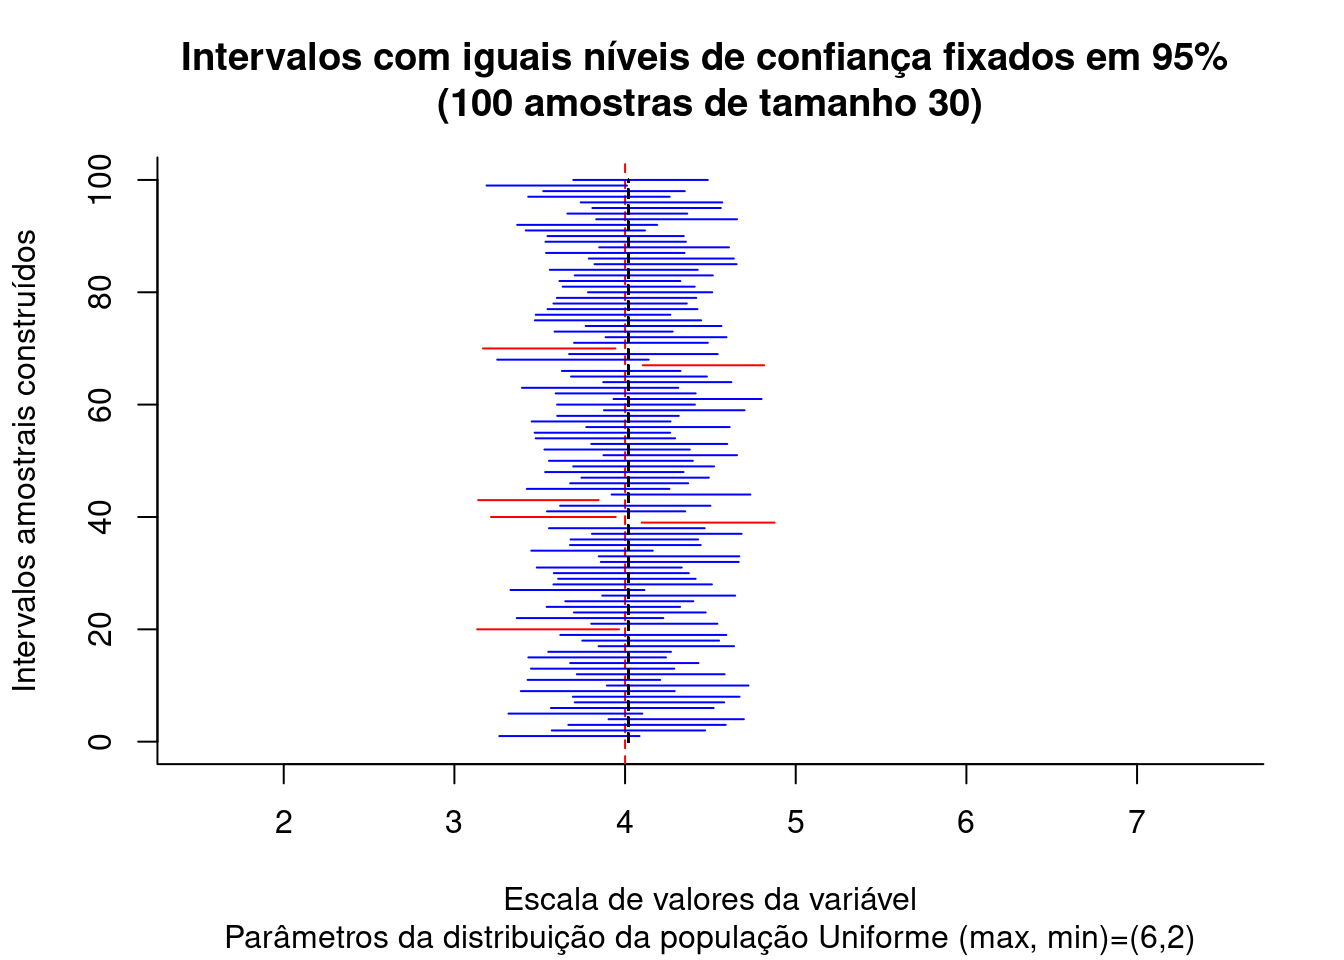 Intervalos com iguais níveis de confiança fixados em 95%
(100 amostras de tamanho 30)
Intervalos amostrais construídos
100
80
60
40
20
0
2 3 4 5 6 7
Escala de valores da variável
Parâmetros da distribuição da população Uniforme (max, min)=(6,2)